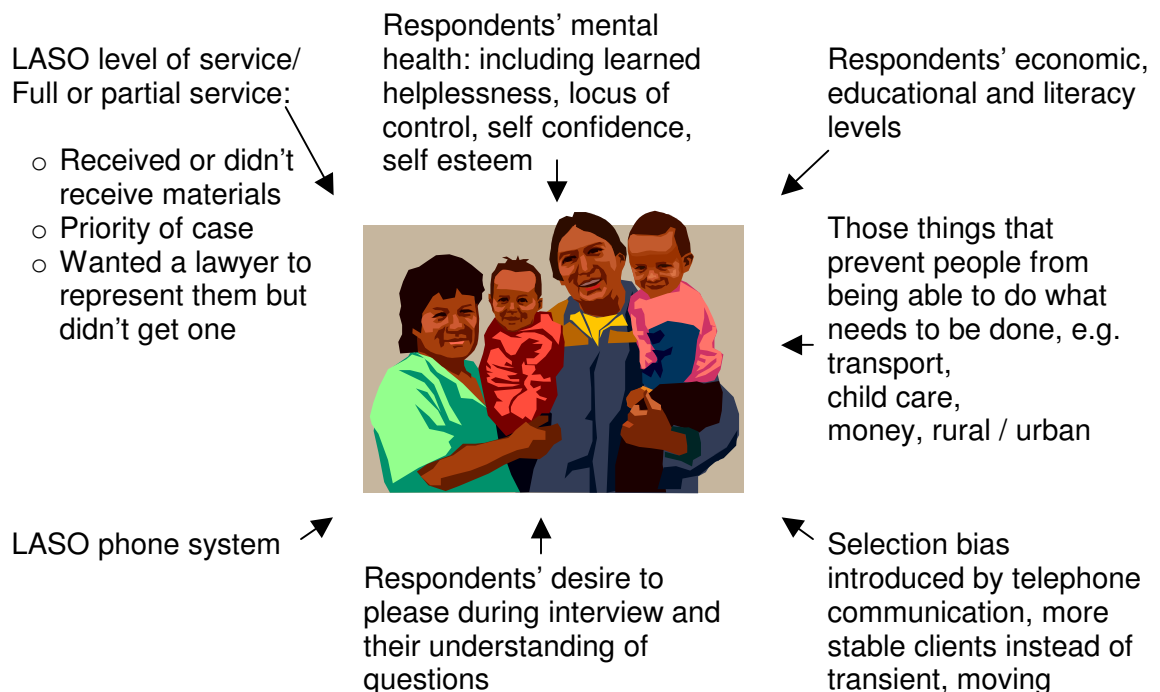 LASO level of service/
Full or partial service:
o Received or didn't
receive materials
o Priority of case
o Wanted a lawyer to
represent them but
didn't get one
Respondents' mental
health: including learned
helplessness, locus of
control, self confidence,
self esteem
Respondents' economic,
educational and literacy
levels
Those things that
prevent people from
being able to do what
needs to be done, e.g.
transport,
child care,
money, rural / urban
LASO phone system
Respondents' desire to
please during interview and
their understanding of
questions
Selection bias
introduced by telephone
communication, more
stable clients instead of
transient, moving